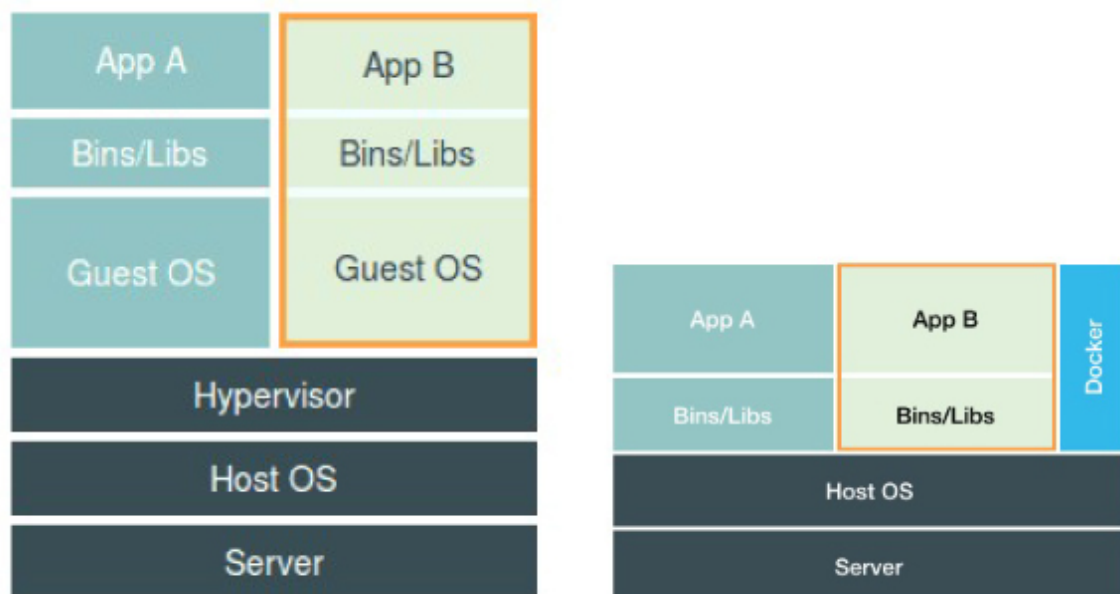 App A
App B
Bins/Libs
Bins/Libs
Guest OS
Guest OS
Hypervisor
Host OS
Server
App A
App B
Docker
Bins/Libs
Bins/Libs
Host OS
Server